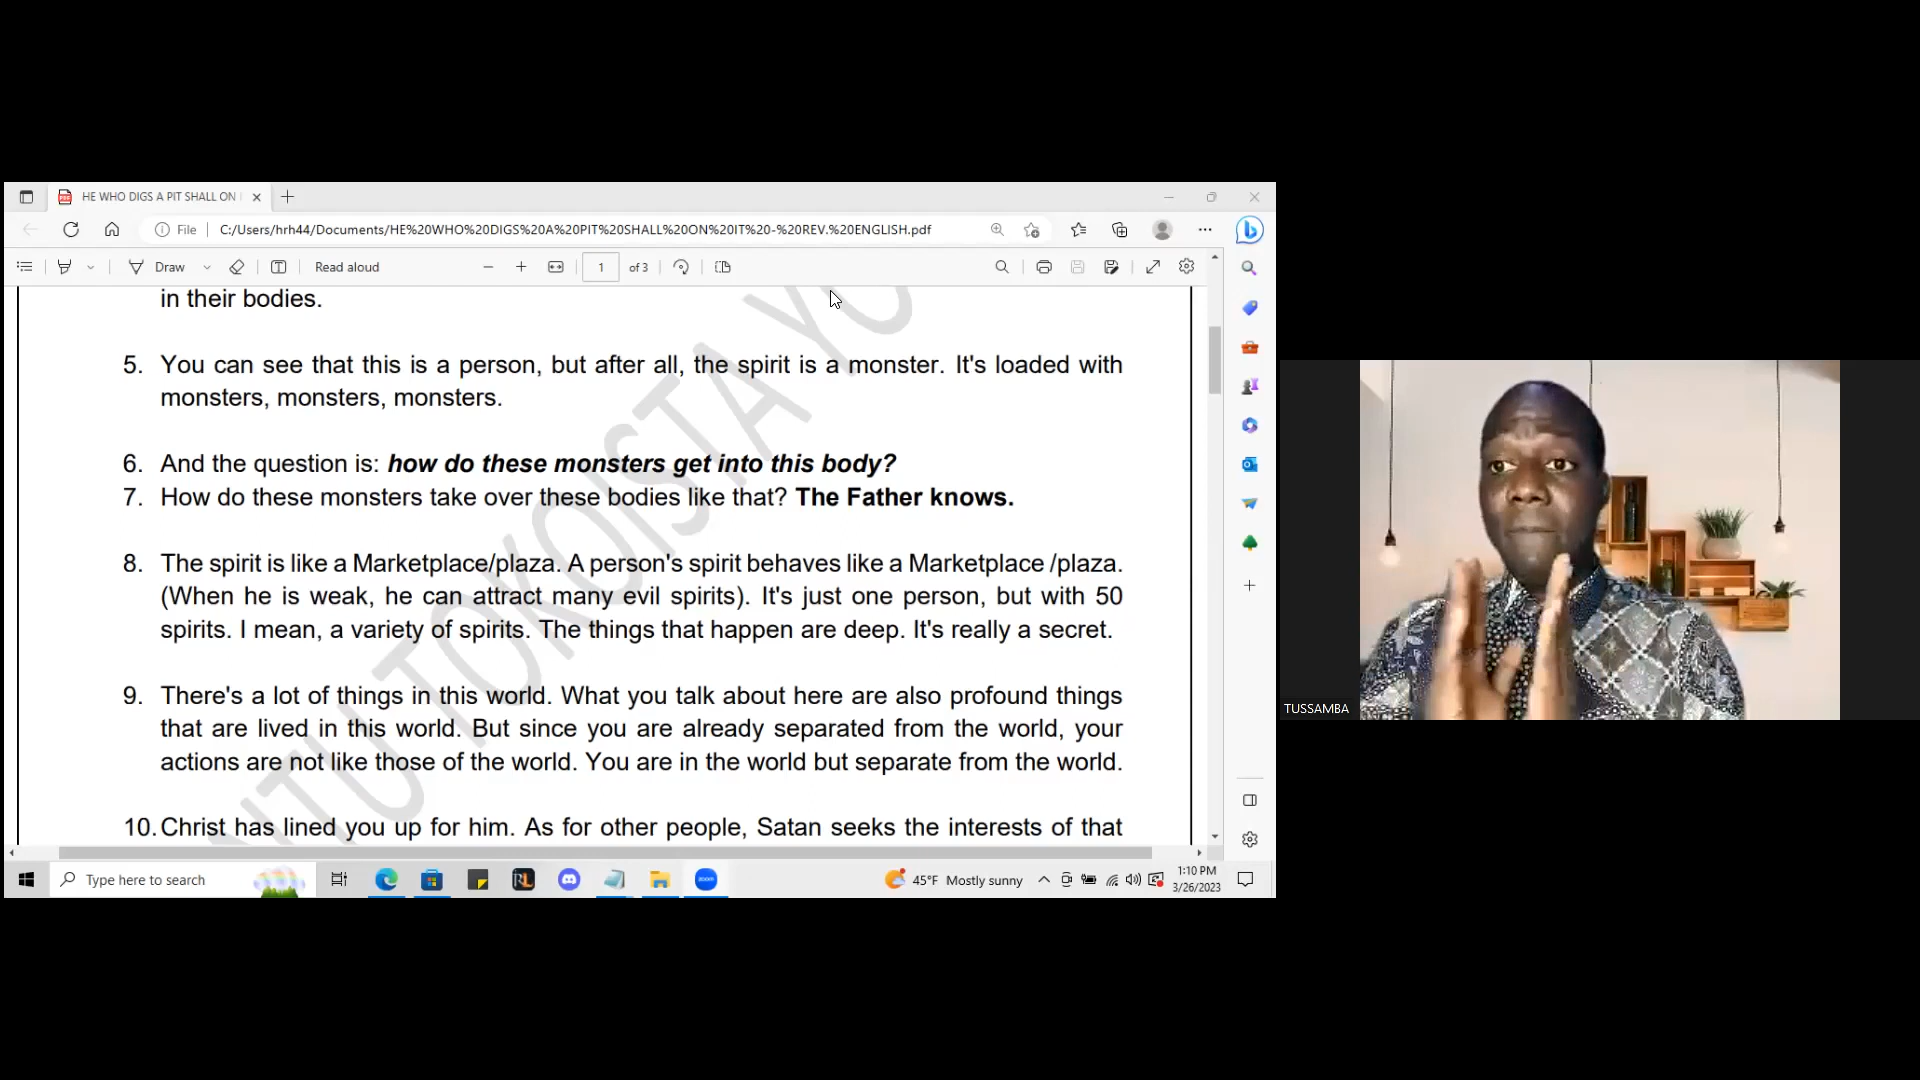 HE WHO DIGS A PIT SHALL ON
File
C:/Users/hrh44/Documents/HE%20WHO%20DIGS%20A%20PIT%20SHALL%20ON%20IT%20-%20REV.%20ENGLISH.pdf
Draw
Read aloud
1 of 3
in their bodies.
5. You can see that this is a person, but after all, the spirit is a monster. It's loaded with
monsters, monsters, monsters.
6. And the question is: how do these monsters get into this body?
7. How do these monsters take over these bodies like that? The Father knows.
8. The spirit is like a Marketplace/plaza. A person's spirit behaves like a Marketplace /plaza.
(When he is weak, he can attract many evil spirits). It's just one person, but with 50
spirits. I mean, a variety of spirits. The things that happen are deep. It's really a secret.
9. There's a lot of things in this world. What you talk about here are also profound things
that are lived in this world. But since you are already separated from the world, your
actions are not like those of the world. You are in the world but separate from the world.
10. Christ has lined you up for him. As for other people, Satan seeks the interests of that
NTU TOKOISTA YO
Type here to search
RL
zoom
45°F Mostly sunny
1:10 PM
3/26/2023
TUSSAMBA